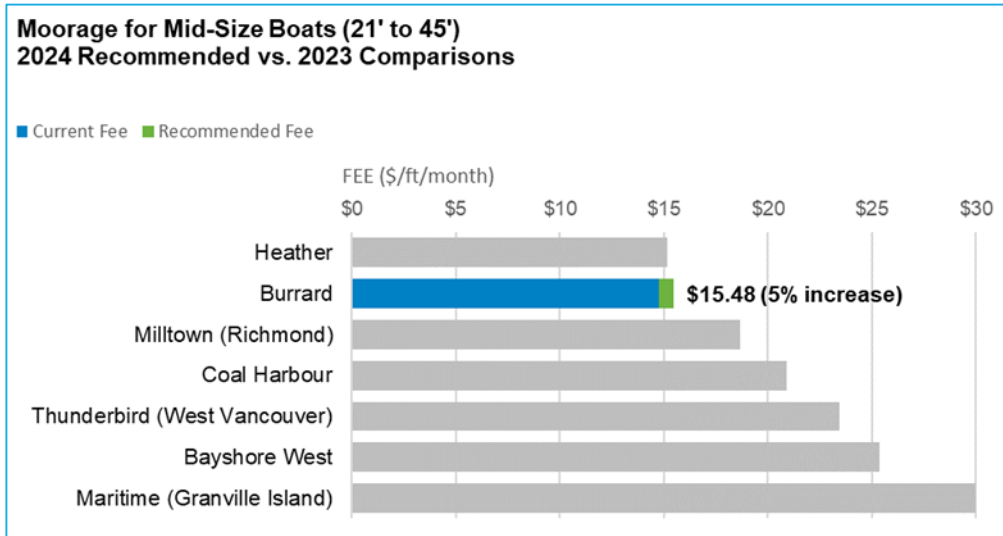 Moorage for Mid-Size Boats (21' to 45')
2024 Recommended vs. 2023 Comparisons
Current Fee Recommended Fee
FEE ($/ft/month)
$0 $5 $10 $15 $20 $25 $30
Heather
Burrard $15.48 (5% increase)
Milltown (Richmond)
Coal Harbour
Thunderbird (West Vancouver)
Bayshore West
Maritime (Granville Island)